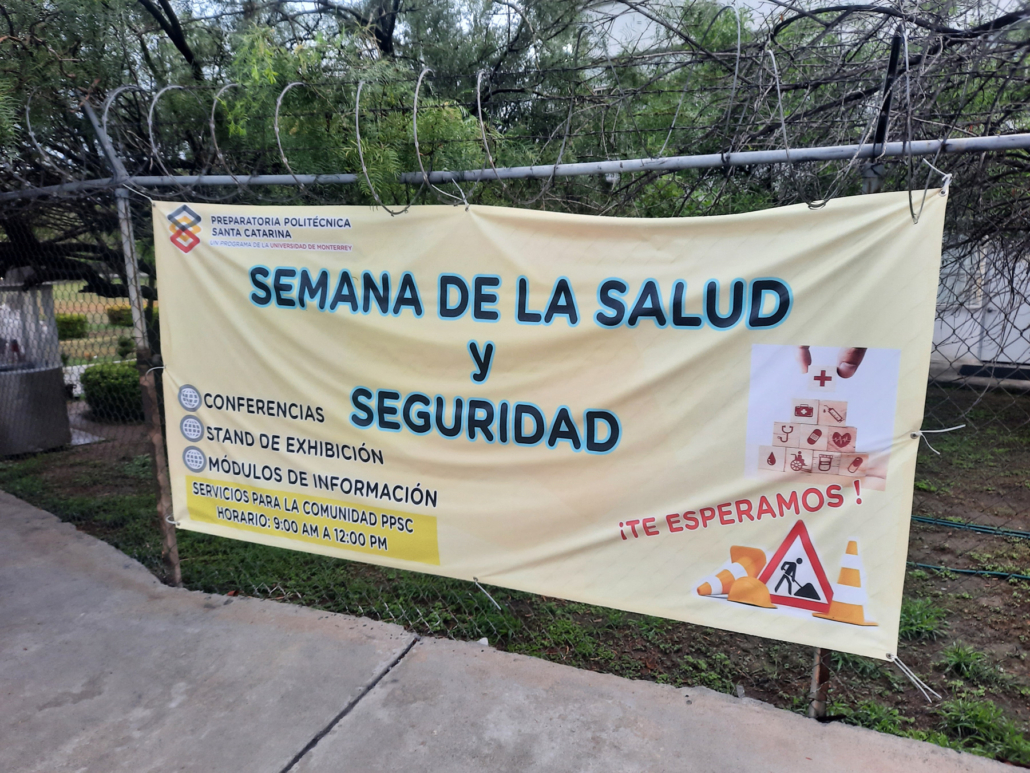 PREPARATORIA POLITÉCNICA
SANTA CATARINA
UN PROGRAMA DE LA UNIVERSIDAD DE MONTERREY
SEMANA DE LA SALUD
y
SEGURIDAD
CONFERENCIAS
STAND DE EXHIBICIÓN
MÓDULOS DE INFORMACIÓN
SERVICIOS PARA LA COMUNIDAD PPSC
HORARIO: 9:00 AM A 12:00 PM
¡TE ESPERAMOS !